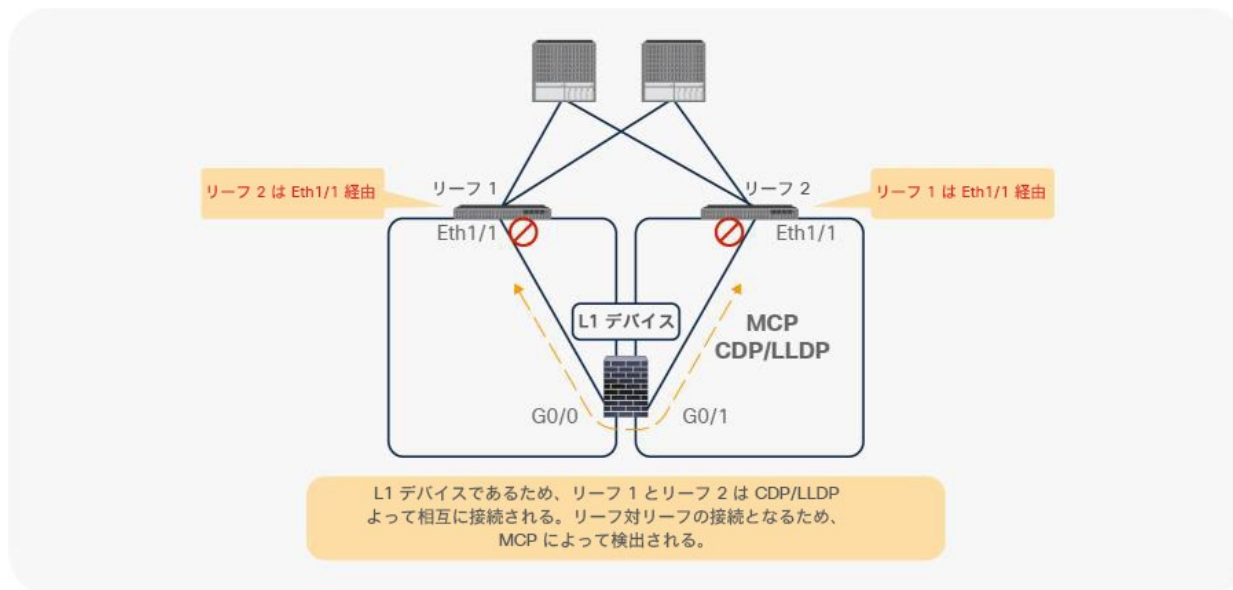 リーフ 2 は Eth1/1 経由
リーフ 1
リーフ 2
リーフ 1 は Eth1/1 経由
Eth1/1
Eth1/1
L1 デバイス
MCP
CDP/LLDP
G0/0
G0/1
L1 デバイスであるため、リーフ 1 とリーフ 2 は CDP/LLDP
よって相互に接続される。リーフ対リーフの接続となるため、
MCP によって検出される。